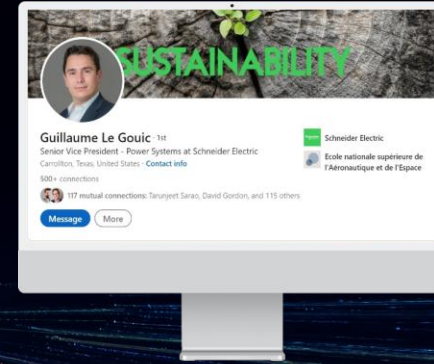 SUSTAINABILITY
Guillaume Le Gouic · 1st
Senior Vice President - Power Systems at Schneider Electric
Carrollton, Texas, United States · Contact info
500+ connections
117 mutual connections: Tarunjeet Sarao, David Gordon, and 115 others
Message
More
Schneider Electric
Ecole nationale supérieure de
l'Aéronautique et de l'Espace